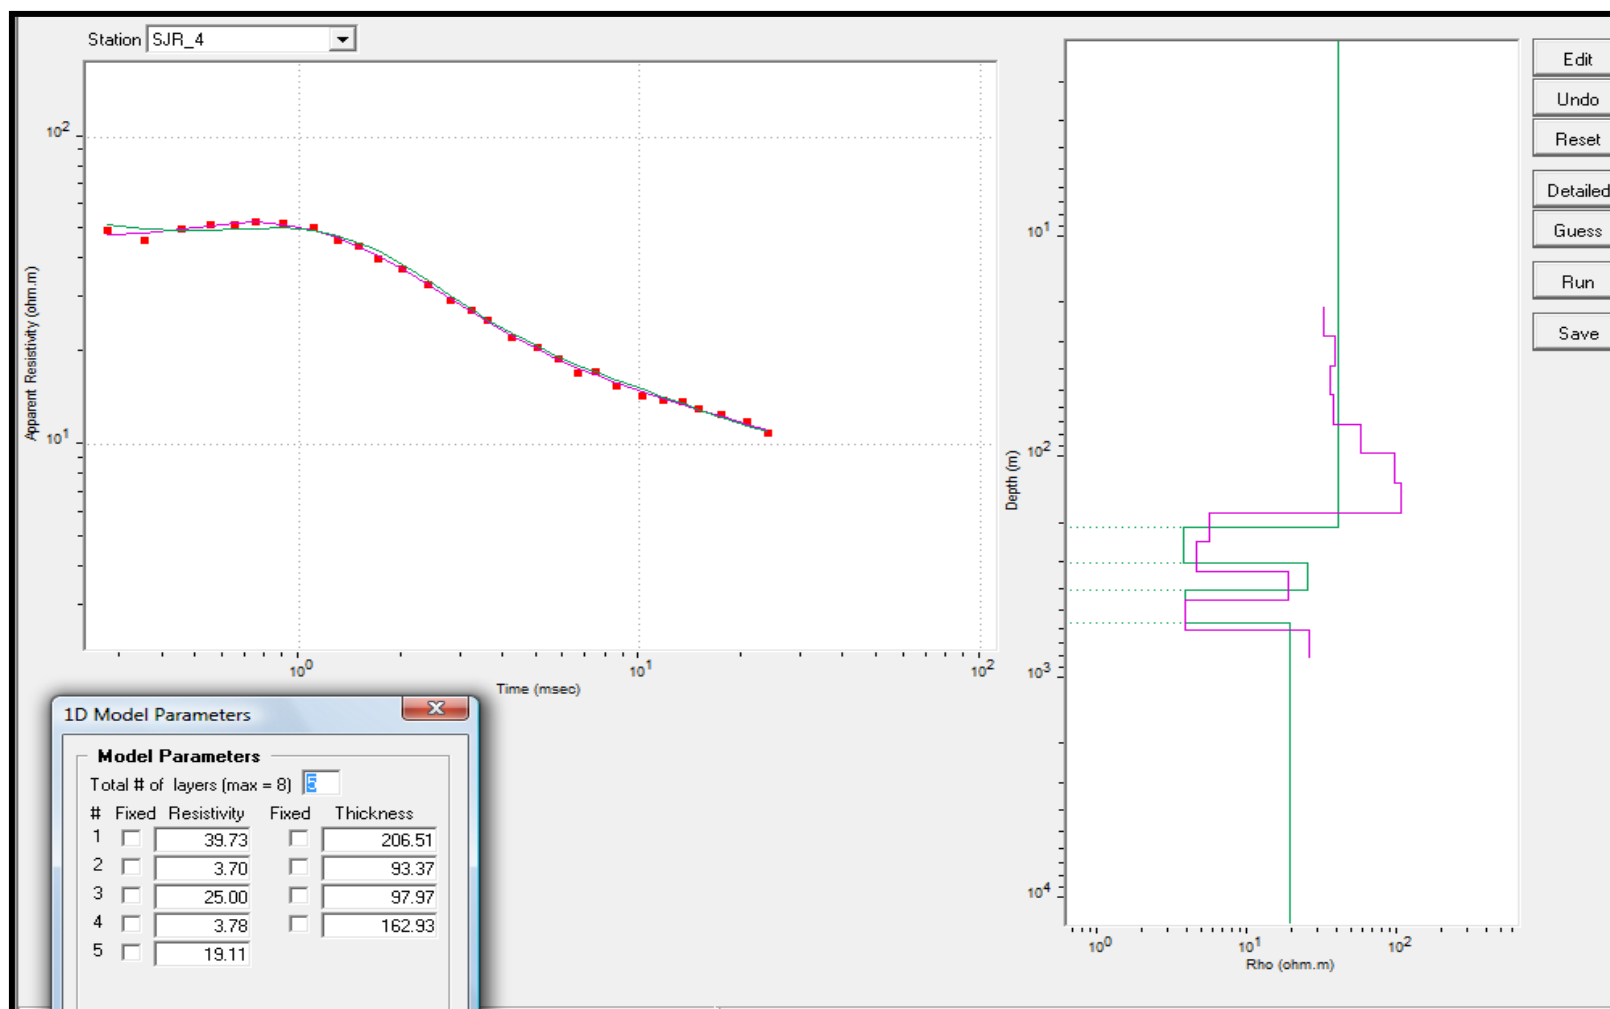 Station SJR_4
10^2
10^1
Apparent Resistivity (ohm.m)
10^0 10^1 10^2
Time (msec)
10^1
10^2
10^3
10^4
Depth (m)
10^0 10^1 10^2
Rho (ohm.m)
Edit
Undo
Reset
Detailed
Guess
Run
Save
1D Model Parameters
X
Model Parameters
Total # of layers (max = 8) 5
# Fixed Resistivity Fixed Thickness
1 39.73 206.51
2 3.70 93.37
3 25.00 97.97
4 3.78 162.93
5 19.11